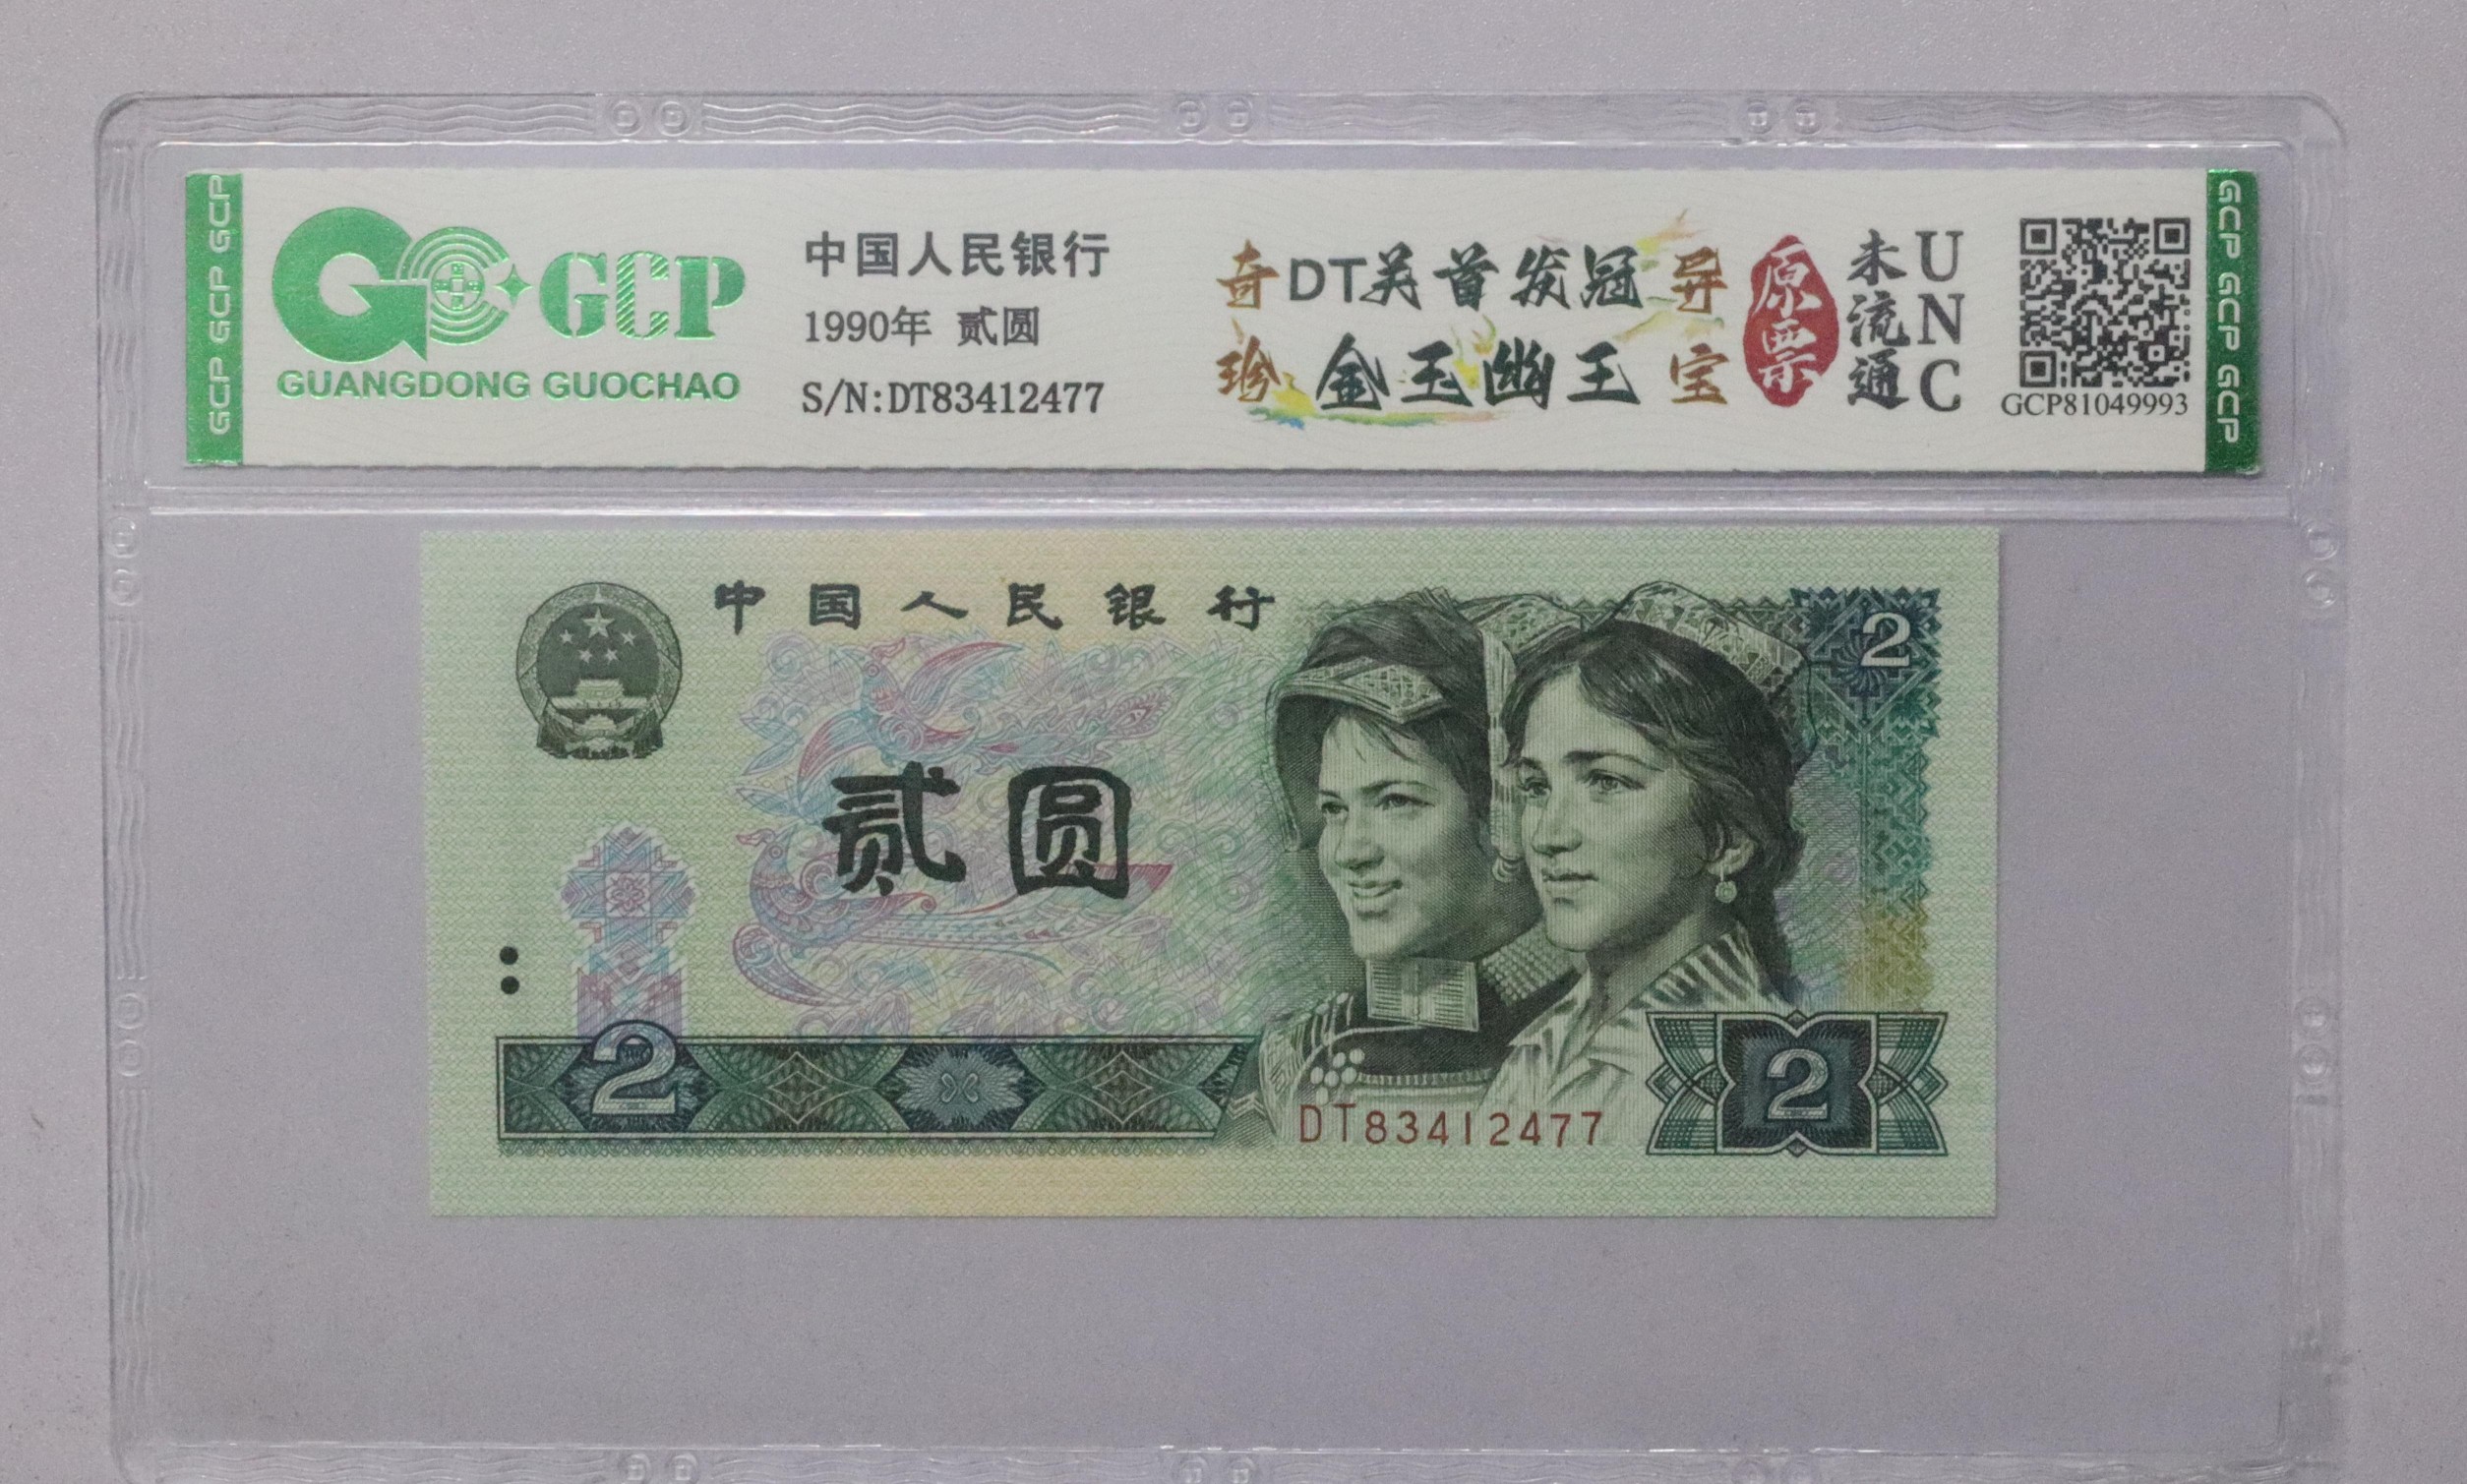 GCP GCP GCP
GCP
GUANGDONG GUOCHAO
中国人民银行
1990年 贰圆
S/N:DT83412477
奇 DT关首发冠 异
珍 金玉幽王 宝
原票
未流通
UNC
GCP81049993
GCP GCP GCP
中国人民银行
2
贰圆
2
DT83412477
2